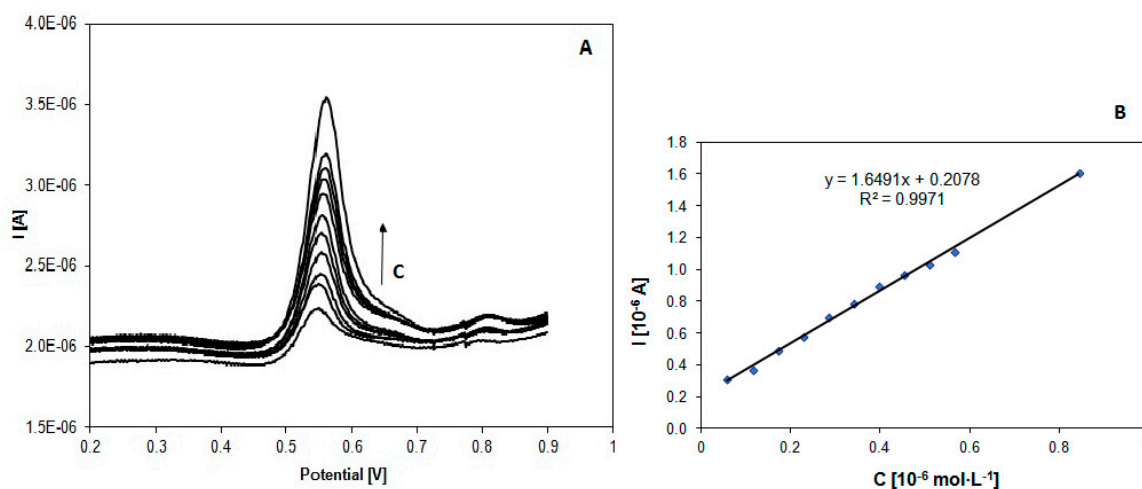 A
4.0E-06
3.5E-06
3.0E-06
2.5E-06
2.0E-06
1.5E-06
I [A]
C
0.2 0.3 0.4 0.5 0.6 0.7 0.8 0.9 1
Potential [V]
B
1.8
1.6
1.4
1.2
1.0
0.8
0.6
0.4
0.2
0.0
I [10⁻⁶ A]
y = 1.6491x + 0.2078
R² = 0.9971
0 0.2 0.4 0.6 0.8
C [10⁻⁶ mol·L⁻¹]